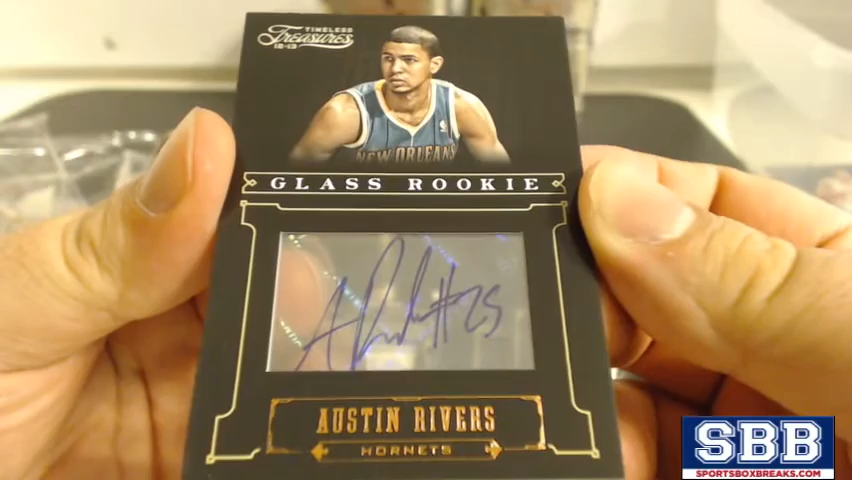 TIMELESS
Treasures
12-13
NEW ORLEANS
GLASS ROOKIE
A #25
AUSTIN RIVERS
HORNETS
SBB
SPORTSBOXBREAKS.COM